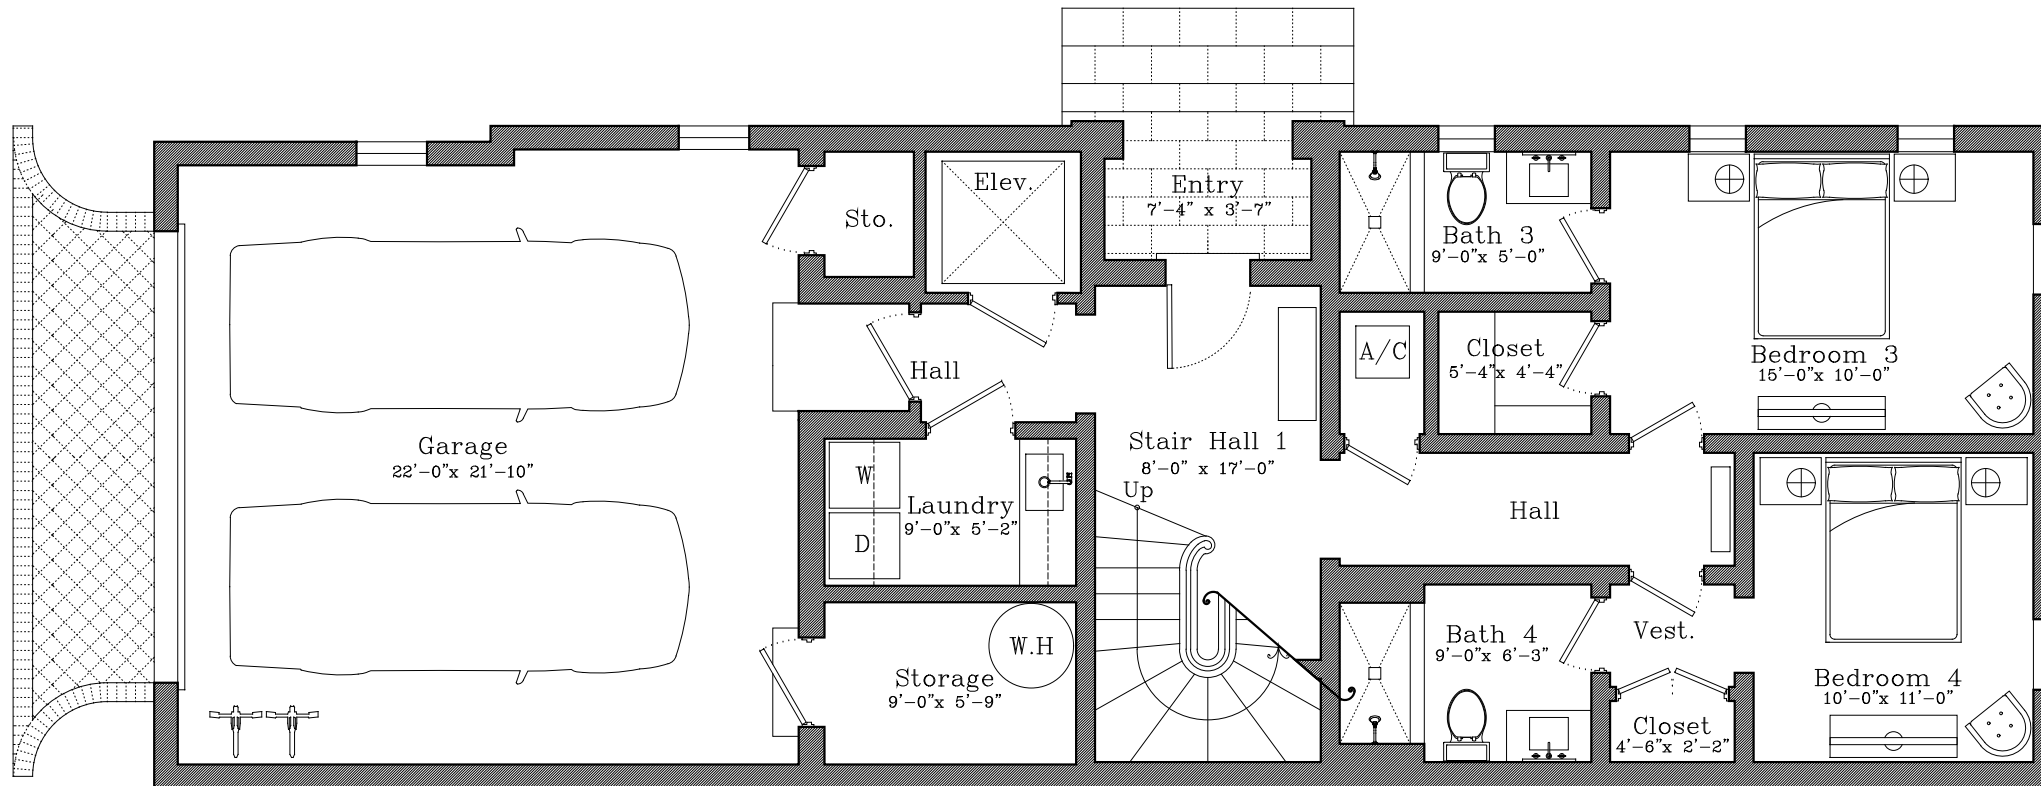 Elev.
Sto.
Entry
7'-4" x 3'-7"
Bath 3
9'-0"x 5'-0"
Hall
A/C
Closet
5'-4"x 4'-4"
Bedroom 3
15'-0"x 10'-0"
Garage
22'-0"x 21'-10"
Stair Hall 1
8'-0" x 17'-0"
Up
W
D
Laundry
9'-0"x 5'-2"
Hall
W.H
Storage
9'-0"x 5'-9"
Bath 4
9'-0"x 6'-3"
Vest.
Bedroom 4
10'-0"x 11'-0"
Closet
4'-6"x 2'-2"